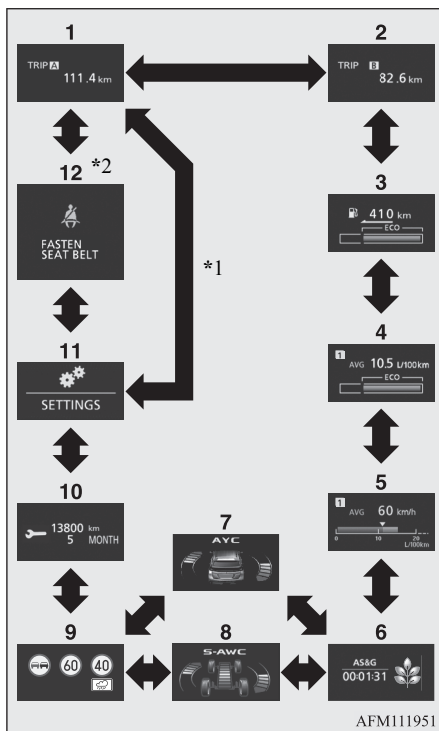 1
2
TRIP A
111.4 km
TRIP B
82.6 km
12 *2
3
FASTEN
SEAT BELT
410 km
ECO
*1
4
11
1
AVG 10.5 L/100km
ECO
SETTINGS
10
5
13800 km
5 MONTH
7
AYC
1
AVG 60 km/h
0 10 20
L/100km
9
8
6
60 40
S-AWC
AS&G
00:01:31
AFM111951